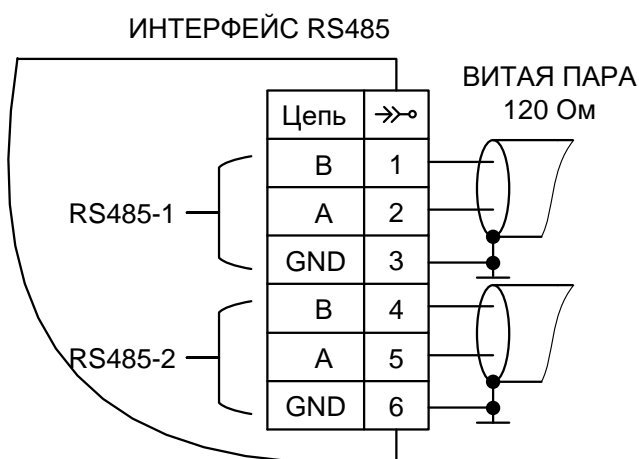 ИНТЕРФЕЙС RS485
ВИТАЯ ПАРА
120 Ом
Цепь
B 1
A 2
GND 3
RS485-1
B 4
A 5
GND 6
RS485-2